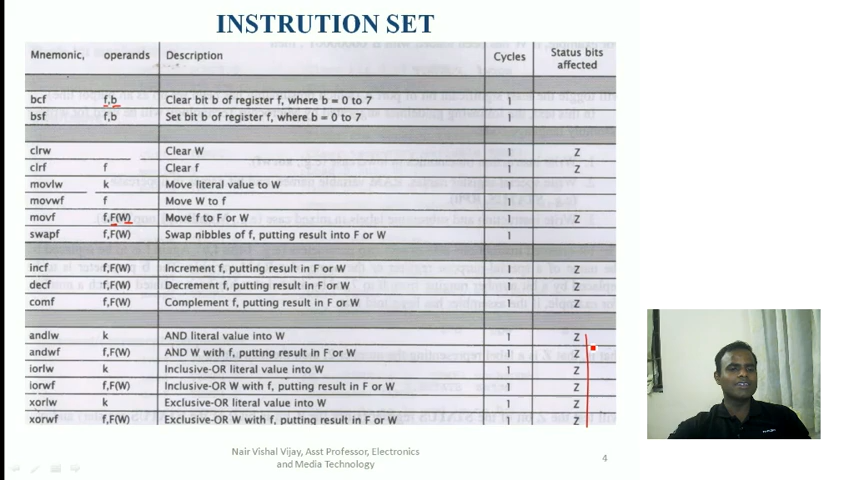 INSTRUTION SET
Mnemonic, operands Description Cycles Status bits affected
bcf f,b Clear bit b of register f, where b = 0 to 7 1
bsf f,b Set bit b of register f, where b = 0 to 7 1
clrw Clear W 1 Z
clrf f Clear f 1 Z
movlw k Move literal value to W 1
movwf f Move W to f 1
movf f,F(W) Move f to F or W 1 Z
swapf f,F(W) Swap nibbles of f, putting result into F or W 1
incf f,F(W) Increment f, putting result in F or W 1 Z
decf f,F(W) Decrement f, putting result in F or W 1 Z
comf f,F(W) Complement f, putting result in F or W 1 Z
andlw k AND literal value into W 1 Z
andwf f,F(W) AND W with f, putting result in F or W 1 Z
iorlw k Inclusive-OR literal value into W 1 Z
iorwf f,F(W) Inclusive-OR W with f, putting result in F or W 1 Z
xorlw k Exclusive-OR literal value into W 1 Z
xorwf f,F(W) Exclusive-OR W with f, putting result in F or W 1 Z
Nair Vishal Vijay, Asst Professor, Electronics
and Media Technology
4